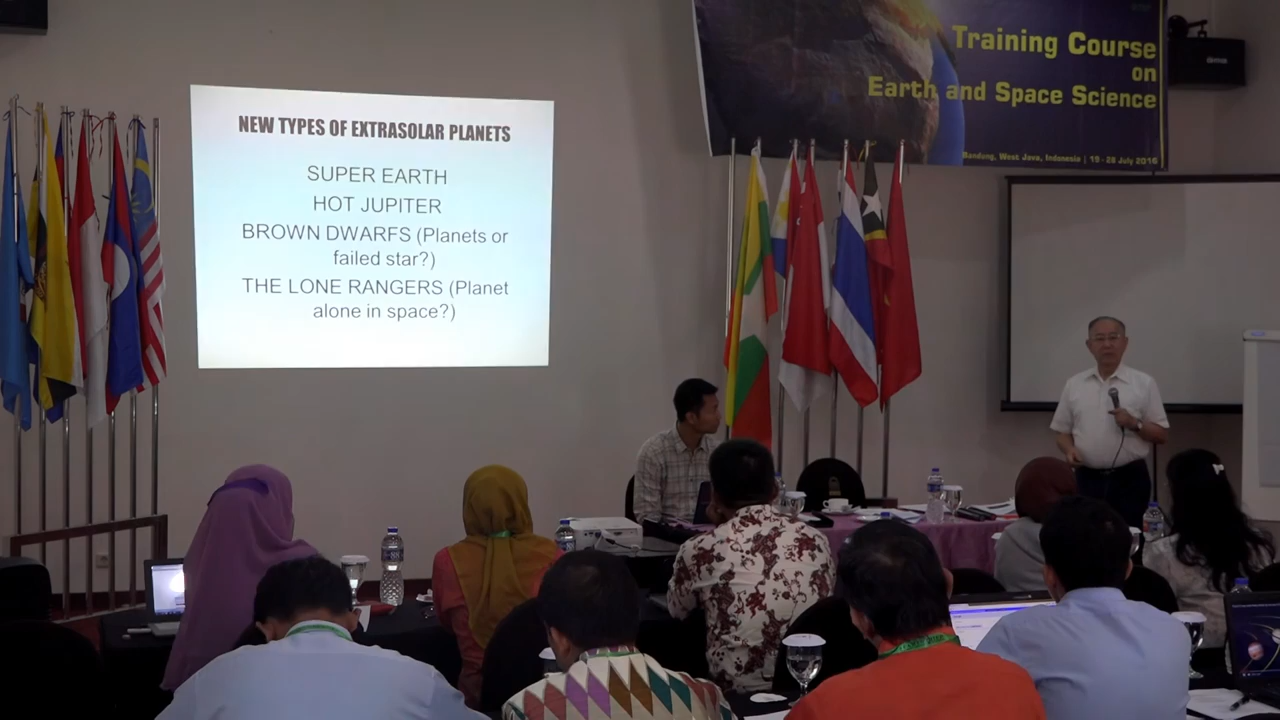 NEW TYPES OF EXTRASOLAR PLANETS
SUPER EARTH
HOT JUPITER
BROWN DWARFS (Planets or
failed star?)
THE LONE RANGERS (Planet
alone in space?)
Training Course
on
Earth and Space Science
Bandung, West Java, Indonesia | 19 - 28 July 2016